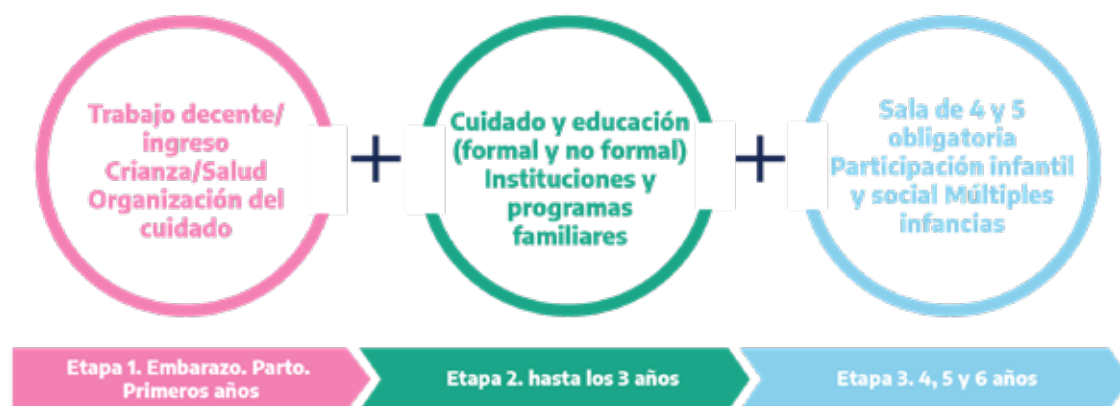 Trabajo decente/
ingreso
Crianza/Salud
Organización del
cuidado
+
Cuidado y educación
(formal y no formal)
Instituciones y
programas
familiares
+
Sala de 4 y 5
obligatoria
Participación infantil
y social Múltiples
infancias
Etapa 1. Embarazo. Parto.
Primeros años
Etapa 2. hasta los 3 años
Etapa 3. 4, 5 y 6 años